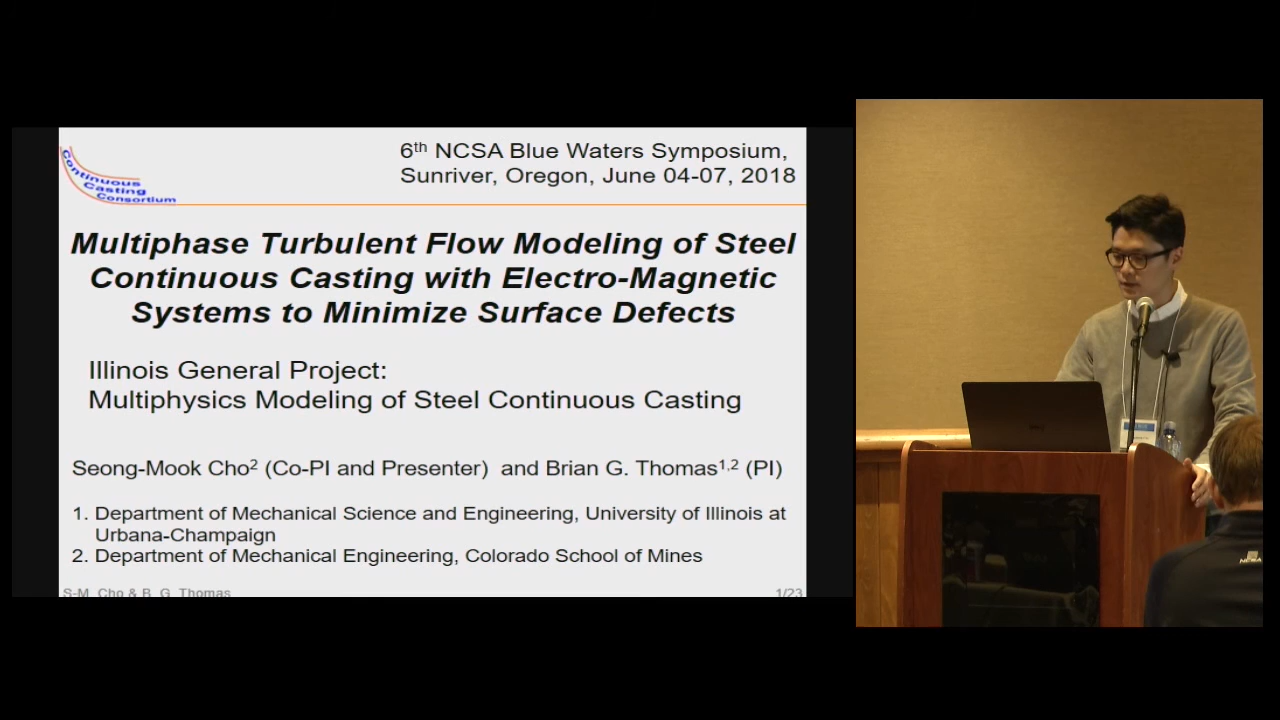 6th NCSA Blue Waters Symposium,
Sunriver, Oregon, June 04-07, 2018
Continuous
Casting
Consortium
Multiphase Turbulent Flow Modeling of Steel
Continuous Casting with Electro-Magnetic
Systems to Minimize Surface Defects
Illinois General Project:
Multiphysics Modeling of Steel Continuous Casting
Seong-Mook Cho2 (Co-PI and Presenter) and Brian G. Thomas1,2 (PI)
1. Department of Mechanical Science and Engineering, University of Illinois at
Urbana-Champaign
2. Department of Mechanical Engineering, Colorado School of Mines
S-M. Cho & B. G. Thomas
1/23
NCSA